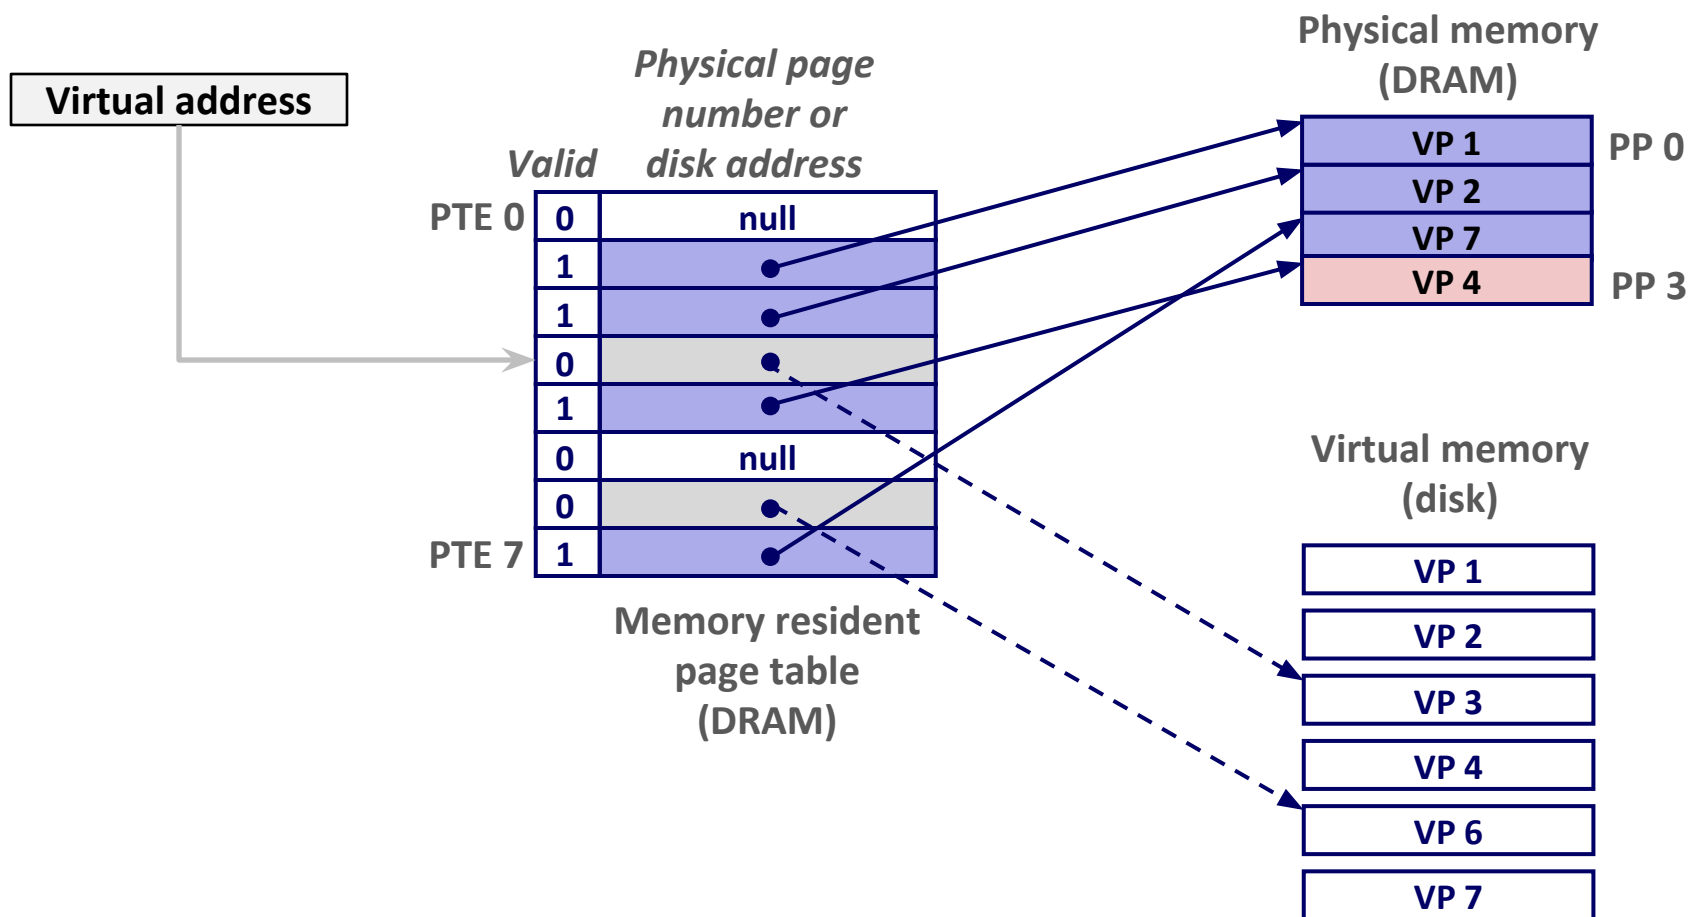 Virtual address
Physical page
number or
disk address
Valid
PTE 0
0
null
1
1
0
1
0
null
0
PTE 7
1
Memory resident
page table
(DRAM)
Physical memory
(DRAM)
VP 1
PP 0
VP 2
VP 7
VP 4
PP 3
Virtual memory
(disk)
VP 1
VP 2
VP 3
VP 4
VP 6
VP 7